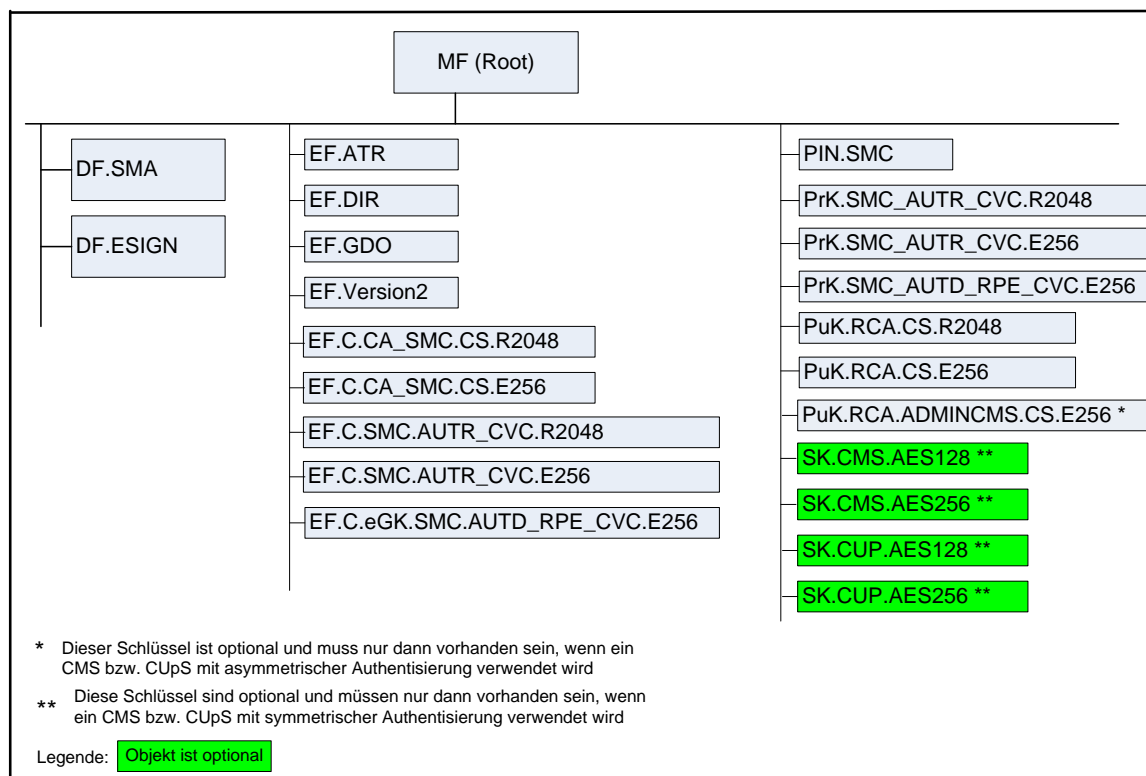 MF (Root)
DF.SMA
DF.ESIGN
EF.ATR
EF.DIR
EF.GDO
EF.Version2
EF.C.CA_SMC.CS.R2048
EF.C.CA_SMC.CS.E256
EF.C.SMC.AUTR_CVC.R2048
EF.C.SMC.AUTR_CVC.E256
EF.C.eGK.SMC.AUTD_RPE_CVC.E256
PIN.SMC
PrK.SMC_AUTR_CVC.R2048
PrK.SMC_AUTR_CVC.E256
PrK.SMC_AUTD_RPE_CVC.E256
PuK.RCA.CS.R2048
PuK.RCA.CS.E256
PuK.RCA.ADMINCMS.CS.E256 *
SK.CMS.AES128 **
SK.CMS.AES256 **
SK.CUP.AES128 **
SK.CUP.AES256 **
* Dieser Schlüssel ist optional und muss nur dann vorhanden sein, wenn ein
CMS bzw. CUpS mit asymmetrischer Authentisierung verwendet wird
** Diese Schlüssel sind optional und müssen nur dann vorhanden sein, wenn
ein CMS bzw. CUpS mit symmetrischer Authentisierung verwendet wird
Legende: Objekt ist optional